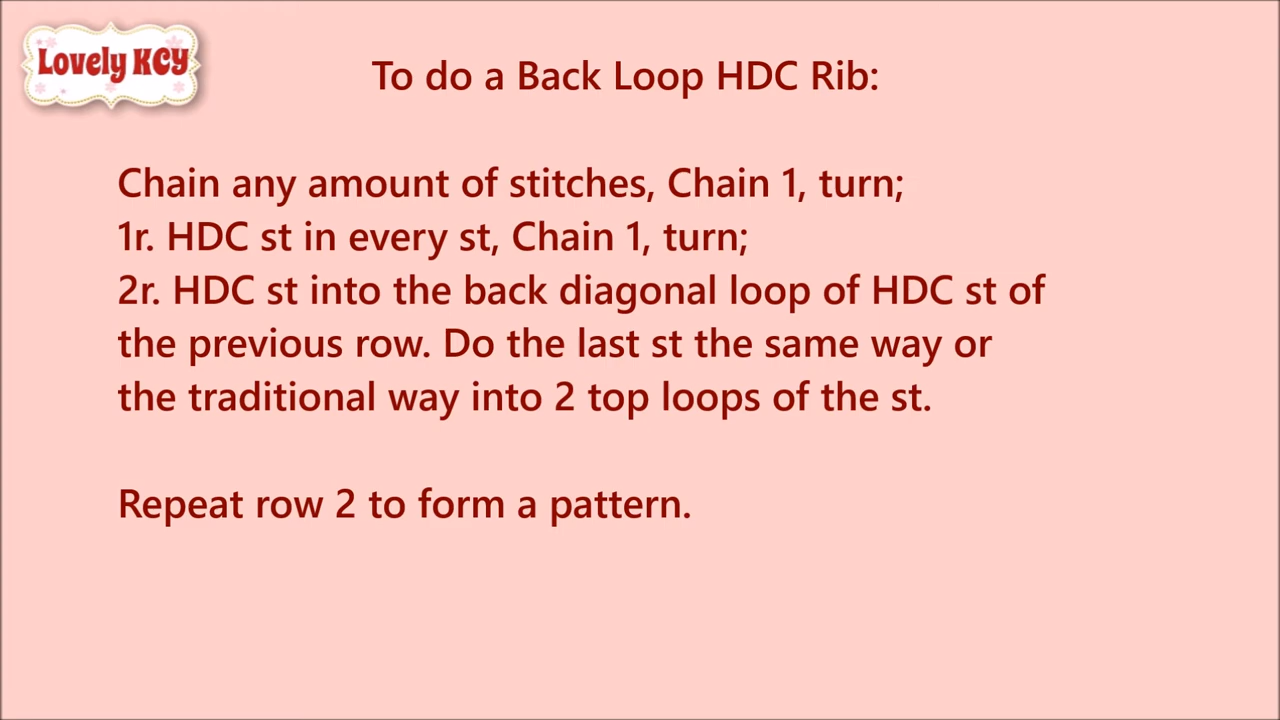 Lovely KCY
To do a Back Loop HDC Rib:
Chain any amount of stitches, Chain 1, turn;
1r. HDC st in every st, Chain 1, turn;
2r. HDC st into the back diagonal loop of HDC st of
the previous row. Do the last st the same way or
the traditional way into 2 top loops of the st.
Repeat row 2 to form a pattern.